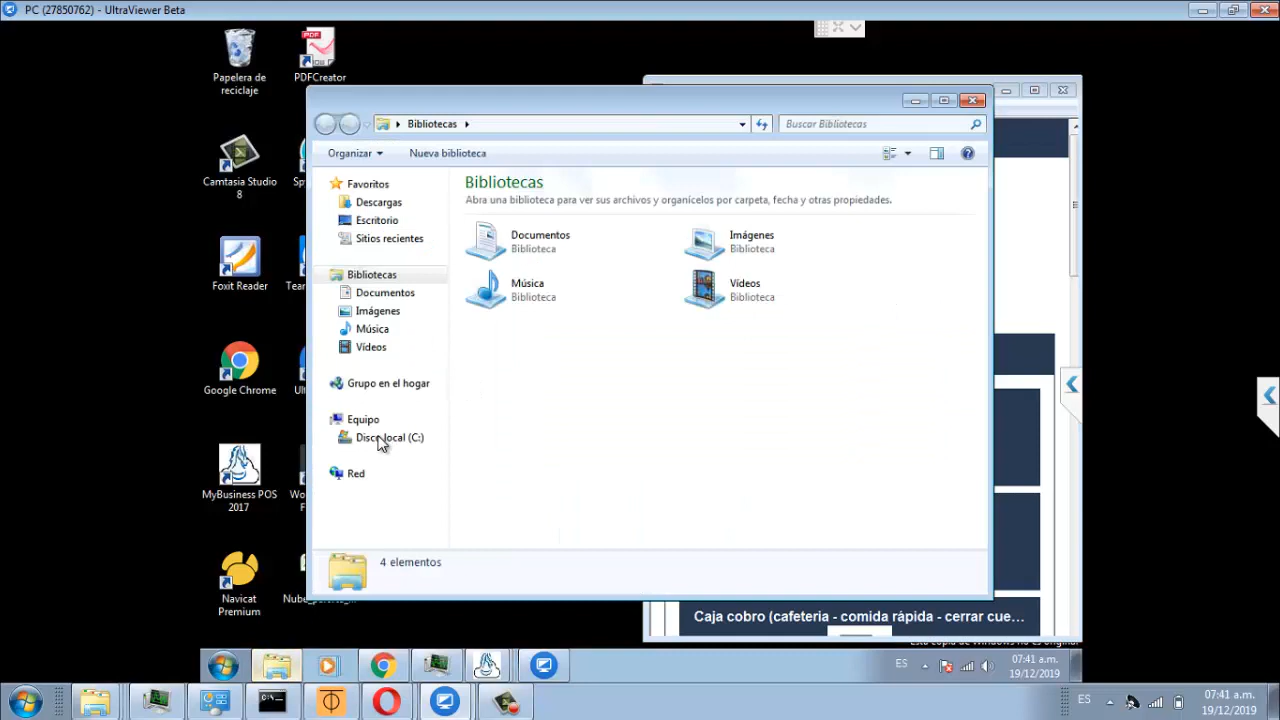 PC (27850762) - UltraViewer Beta
Papelera de
reciclaje
PDF
PDFCreator
Camtasia Studio
8
Foxit Reader
Google Chrome
MyBusiness POS
2017
Navicat
Premium
Bibliotecas
Buscar Bibliotecas
Organizar
Nueva biblioteca
Favoritos
Descargas
Escritorio
Sitios recientes
Bibliotecas
Documentos
Imágenes
Música
Vídeos
Grupo en el hogar
Equipo
Disco local (C:)
Red
Bibliotecas
Abra una biblioteca para ver sus archivos y organícelos por carpeta, fecha y otras propiedades.
Documentos
Biblioteca
Imágenes
Biblioteca
Música
Biblioteca
Vídeos
Biblioteca
4 elementos
Caja cobro (cafeteria - comida rápida - cerrar cue...
ES
07:41 a.m.
19/12/2019
ES
07:41 a.m.
19/12/2019